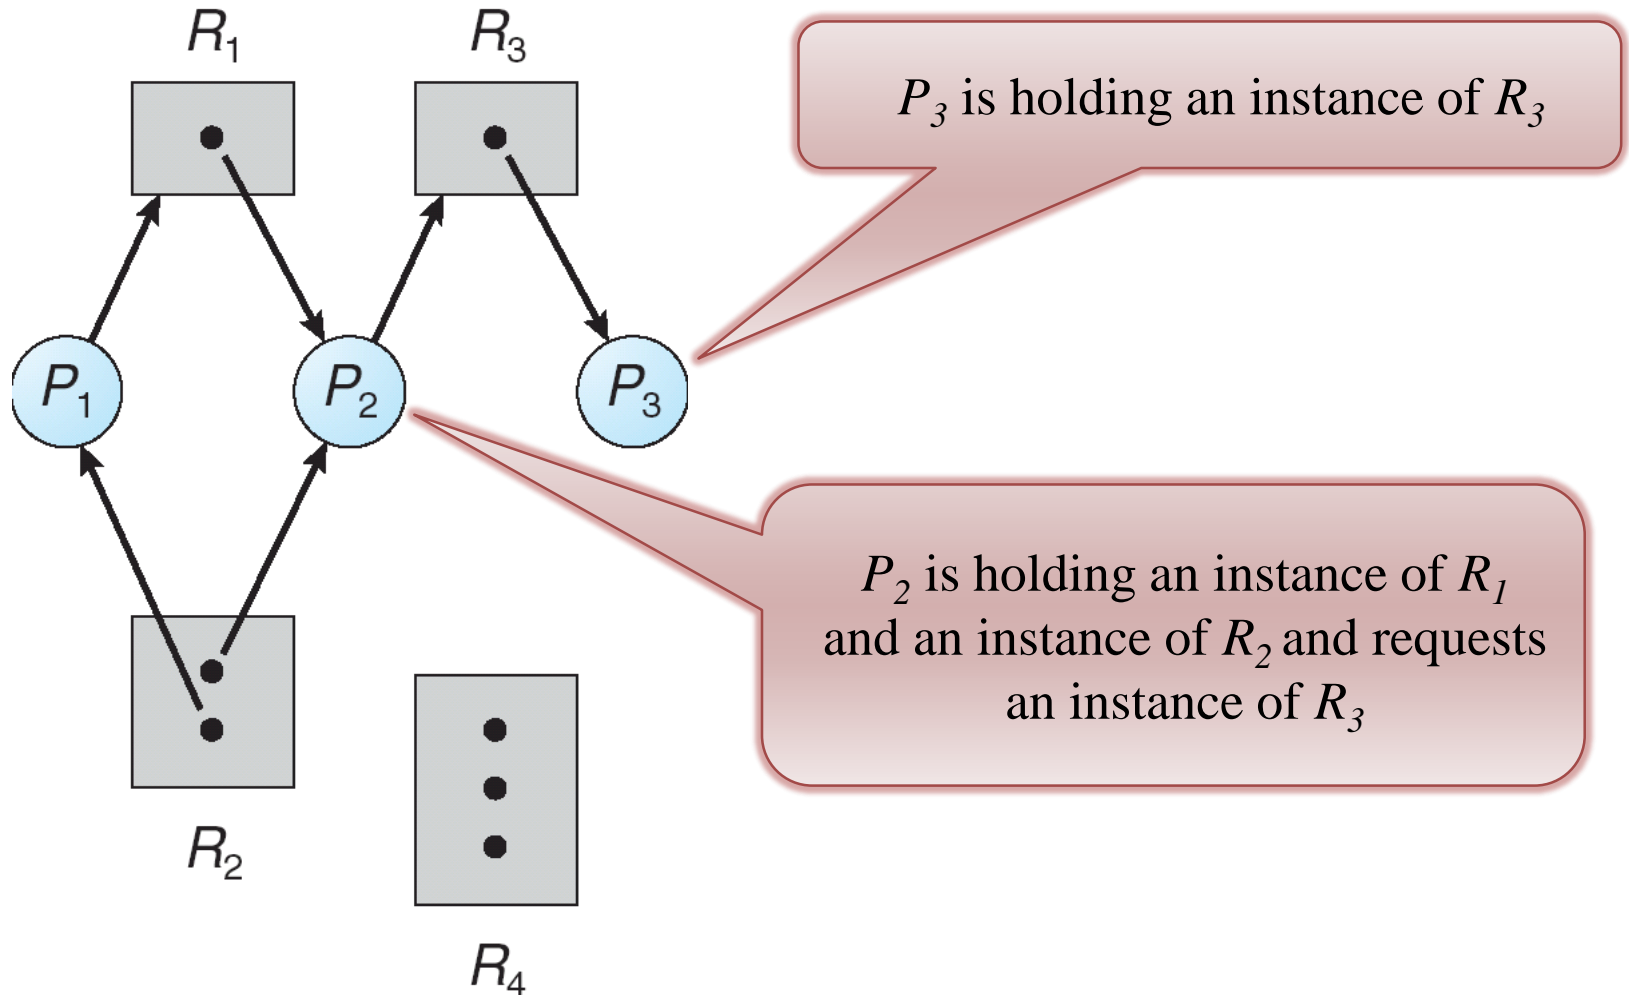 R₁
R₃
P₃ is holding an instance of R₃
P₁
P₂
P₃
P₂ is holding an instance of R₁
and an instance of R₂ and requests
an instance of R₃
R₂
R₄